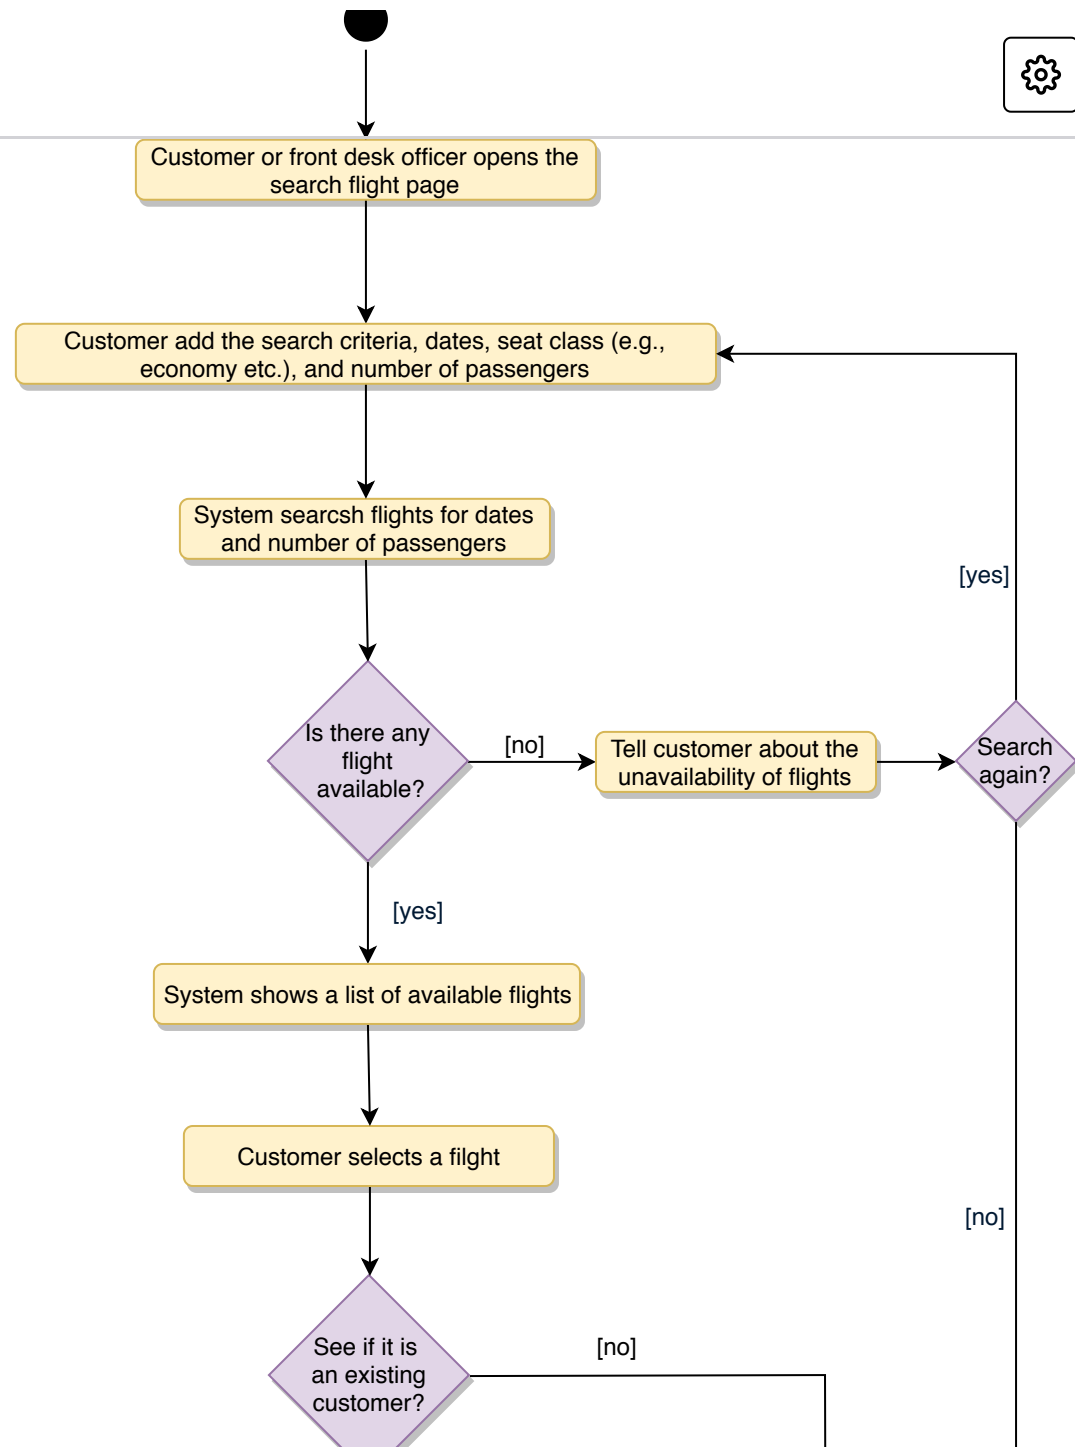 Customer or front desk officer opens the
search flight page
Customer add the search criteria, dates, seat class (e.g.,
economy etc.), and number of passengers
System searcsh flights for dates
and number of passengers
[yes]
Is there any
flight
available?
[no]
Tell customer about the
unavailability of flights
Search
again?
[yes]
System shows a list of available flights
Customer selects a filght
[no]
See if it is
an existing
customer?
[no]